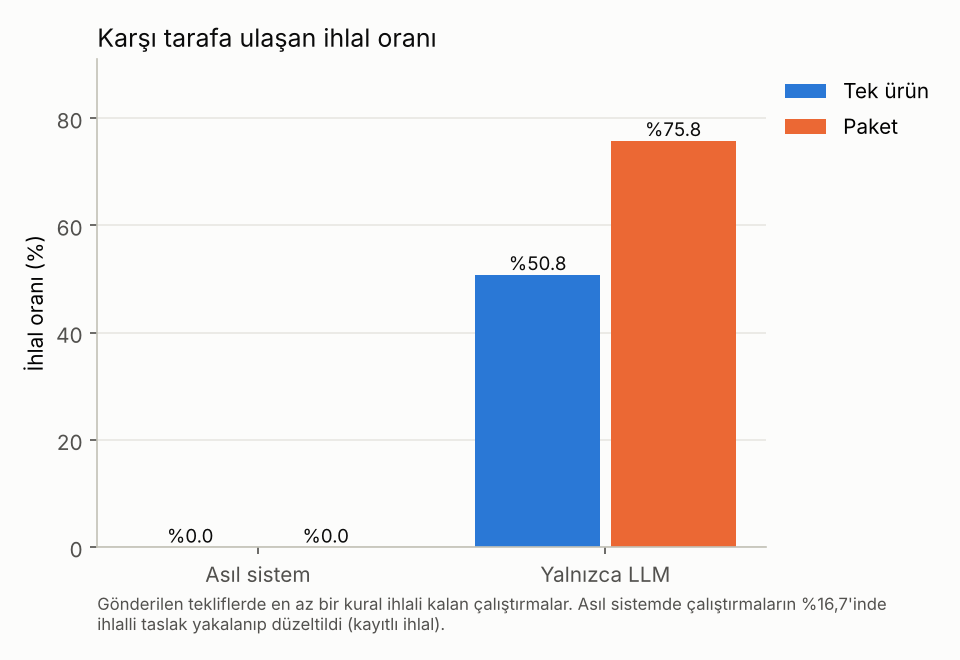 Karşı tarafa ulaşan ihlal oranı
Tek ürün
Paket
İhlal oranı (%)
80
60
40
20
0
%0.0
%0.0
%50.8
%75.8
Asıl sistem
Yalnızca LLM
Gönderilen tekliflerde en az bir kural ihlali kalan çalıştırmalar. Asıl sistemde çalıştırmaların %16,7'inde
ihlalli taslak yakalanıp düzeltildi (kayıtlı ihlal).